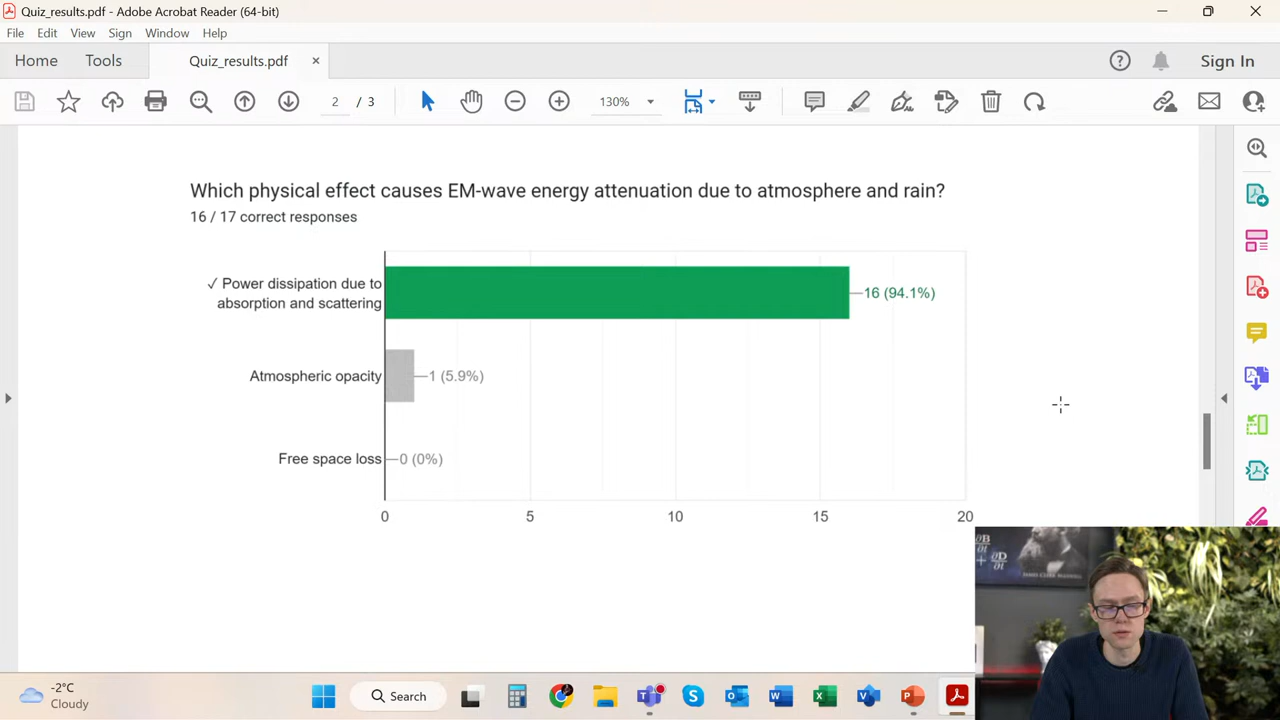 Quiz_results.pdf - Adobe Acrobat Reader (64-bit)
File Edit View Sign Window Help
Home Tools Quiz_results.pdf × Sign In
2 / 3 130%
Which physical effect causes EM-wave energy attenuation due to atmosphere and rain?
16 / 17 correct responses
✓ Power dissipation due to
absorption and scattering
16 (94.1%)
Atmospheric opacity
1 (5.9%)
Free space loss
0 (0%)
0 5 10 15 20
∂B
∂t
+ ∂D
∂t
JAMES CLERK MAXWELL
-2°C
Cloudy
Search